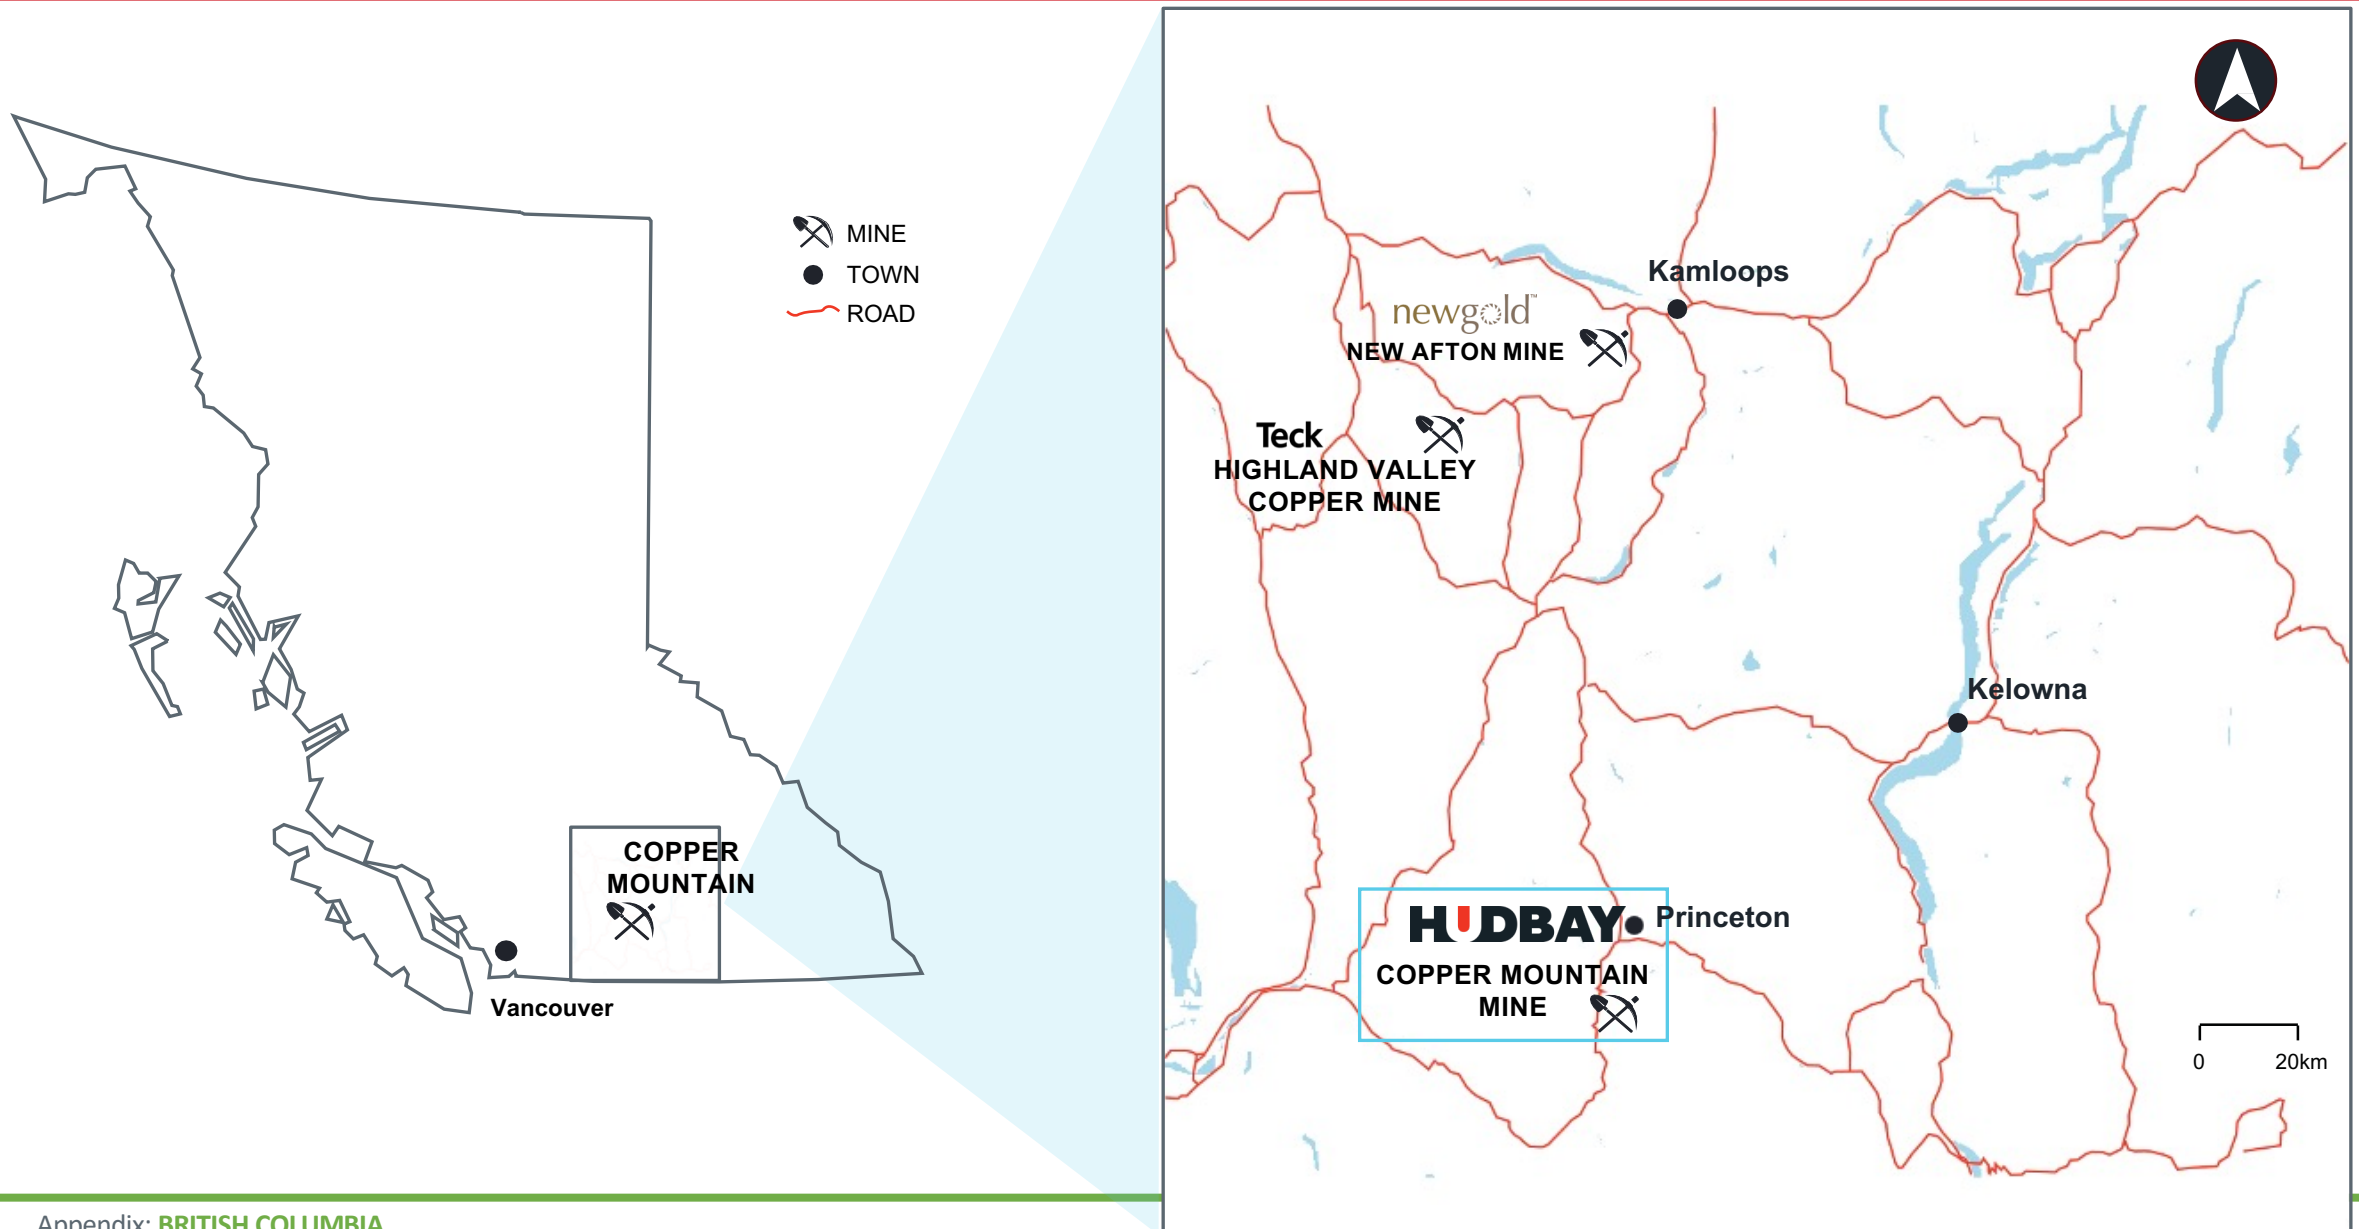 MINE
TOWN
ROAD
COPPER
MOUNTAIN
Vancouver
Kamloops
newgold™
NEW AFTON MINE
Teck
HIGHLAND VALLEY
COPPER MINE
Kelowna
HUDBAY
Princeton
COPPER MOUNTAIN
MINE
0 20km
Appendix: BRITISH COLUMBIA